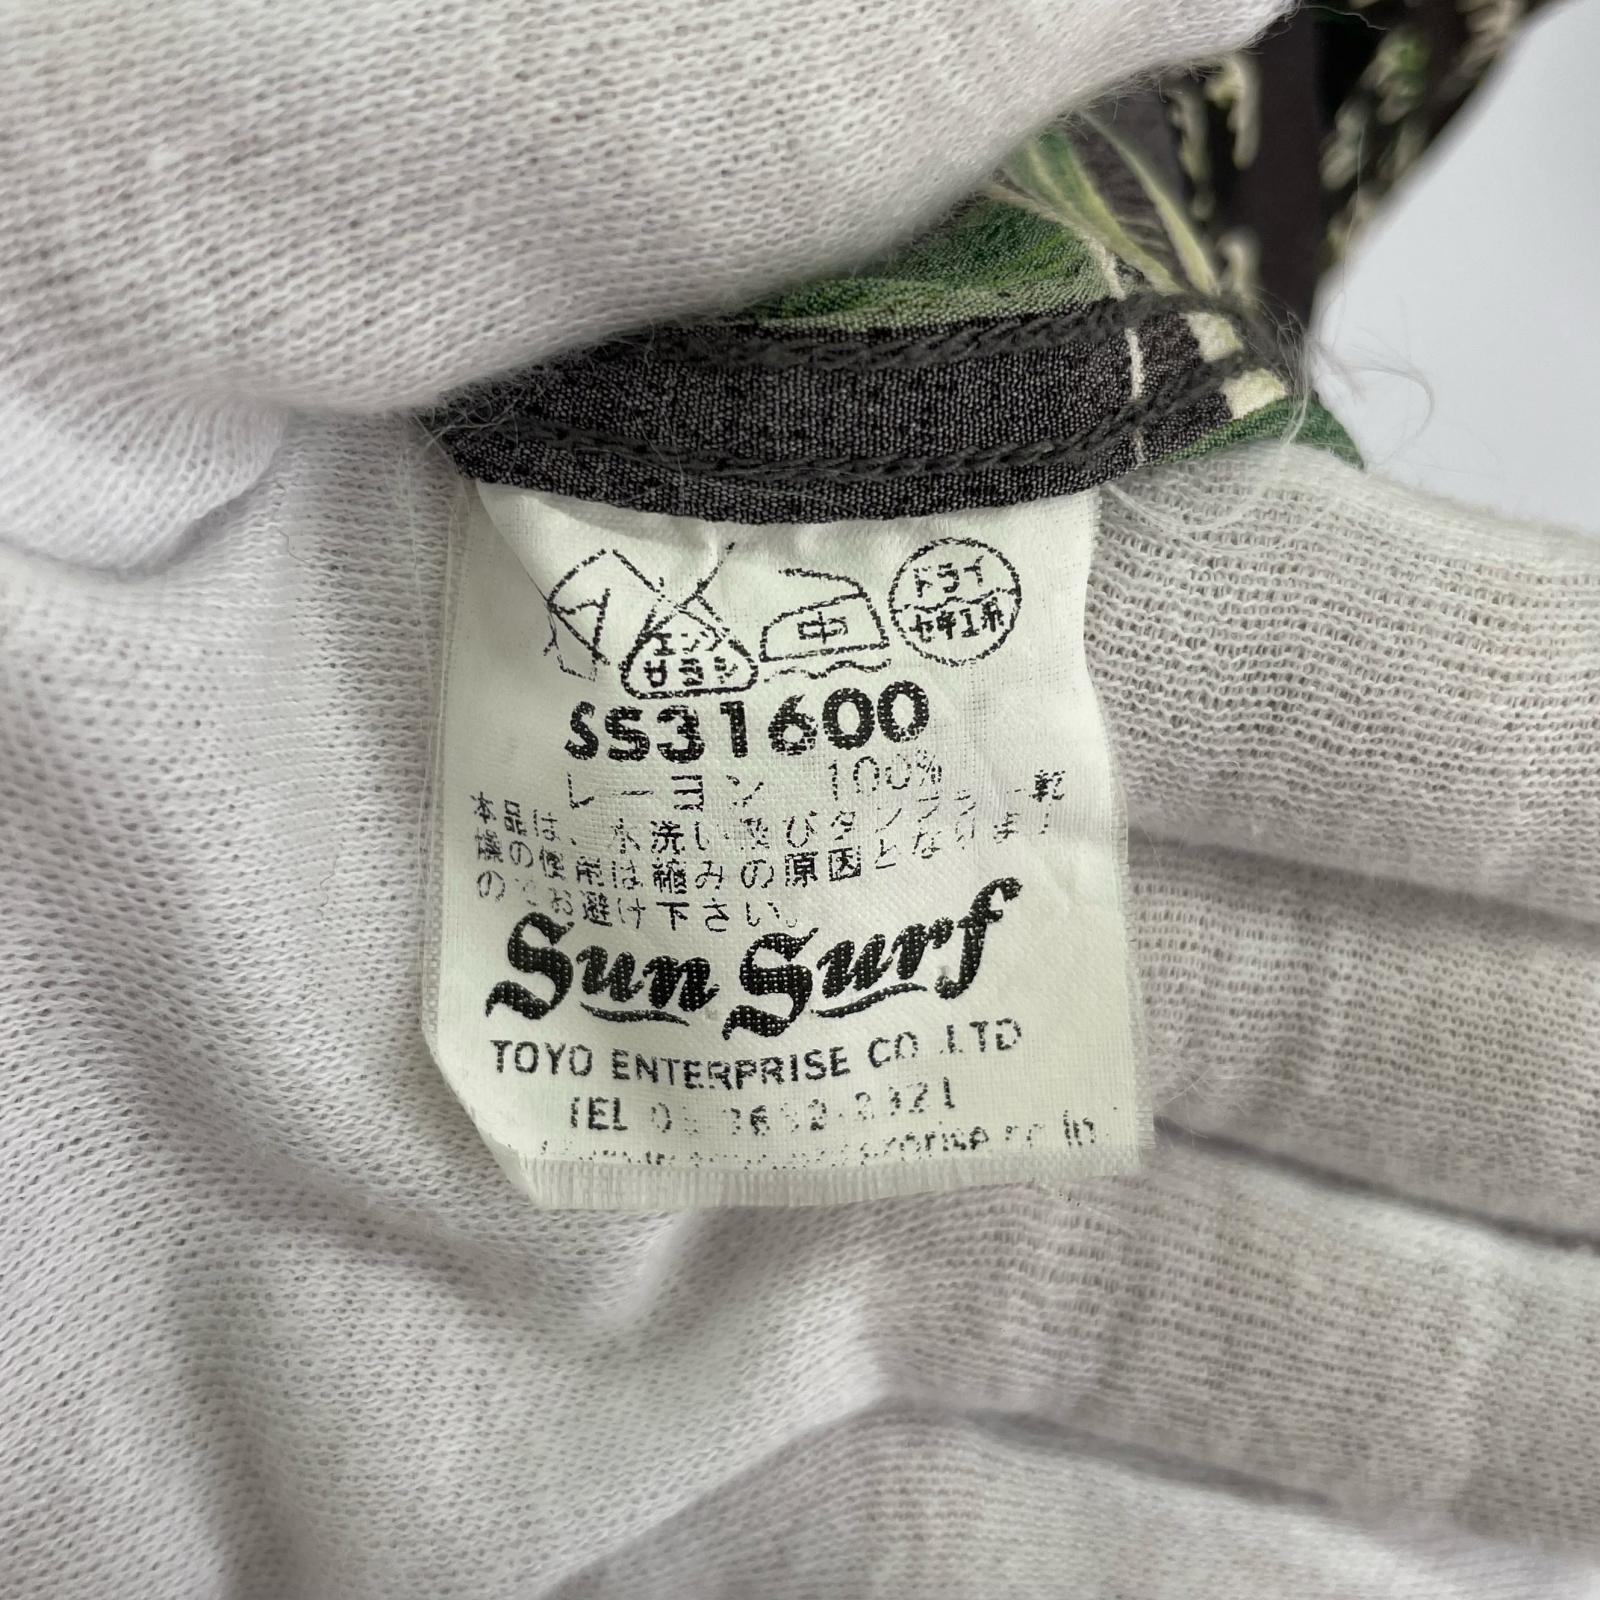 エンソ
サラシ
中
ドライ
セキユ系
SS31600
レーヨン 100%
本品は、水洗い及びタンブラー乾
燥の使用は縮みの原因となります
のでお避け下さい。
Sun Surf
TOYO ENTERPRISE CO.,LTD
TEL